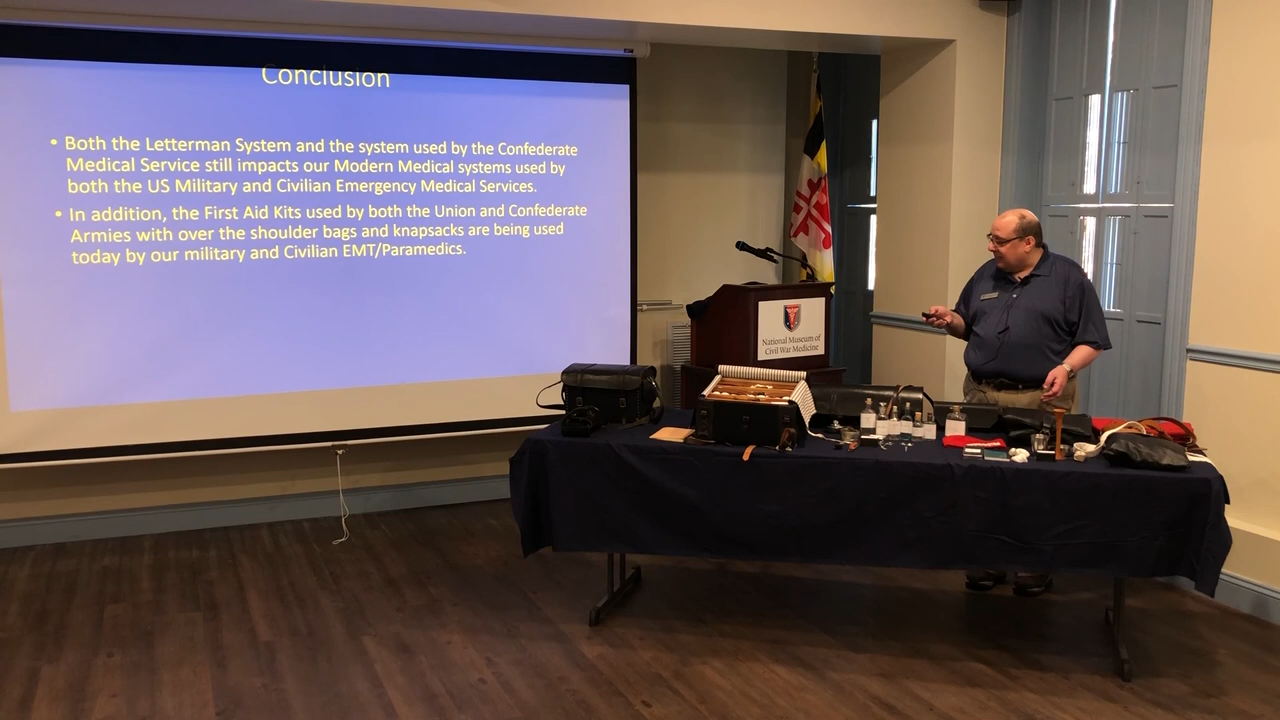 Conclusion
• Both the Letterman System and the system used by the Confederate
Medical Service still impacts our Modern Medical systems used by
both the US Military and Civilian Emergency Medical Services.
• In addition, the First Aid Kits used by both the Union and Confederate
Armies with over the shoulder bags and knapsacks are being used
today by our military and Civilian EMT/Paramedics.
National Museum of
Civil War Medicine